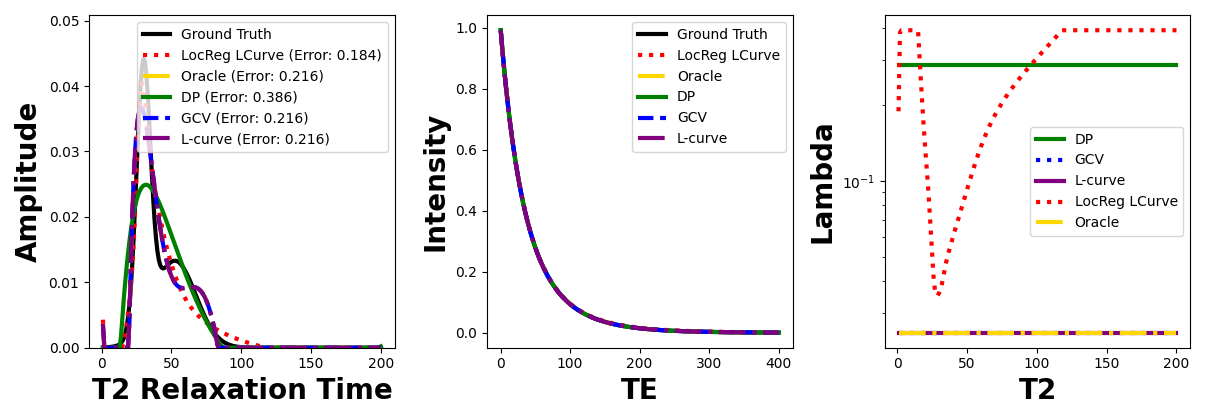 Amplitude
0.05
0.04
0.03
0.02
0.01
0.00
Ground Truth
LocReg LCurve (Error: 0.184)
Oracle (Error: 0.216)
DP (Error: 0.386)
GCV (Error: 0.216)
L-curve (Error: 0.216)
0 50 100 150 200
T2 Relaxation Time
Intensity
1.0
0.8
0.6
0.4
0.2
0.0
Ground Truth
LocReg LCurve
Oracle
DP
GCV
L-curve
0 100 200 300 400
TE
Lambda
10⁻¹
DP
GCV
L-curve
LocReg LCurve
Oracle
0 50 100 150 200
T2